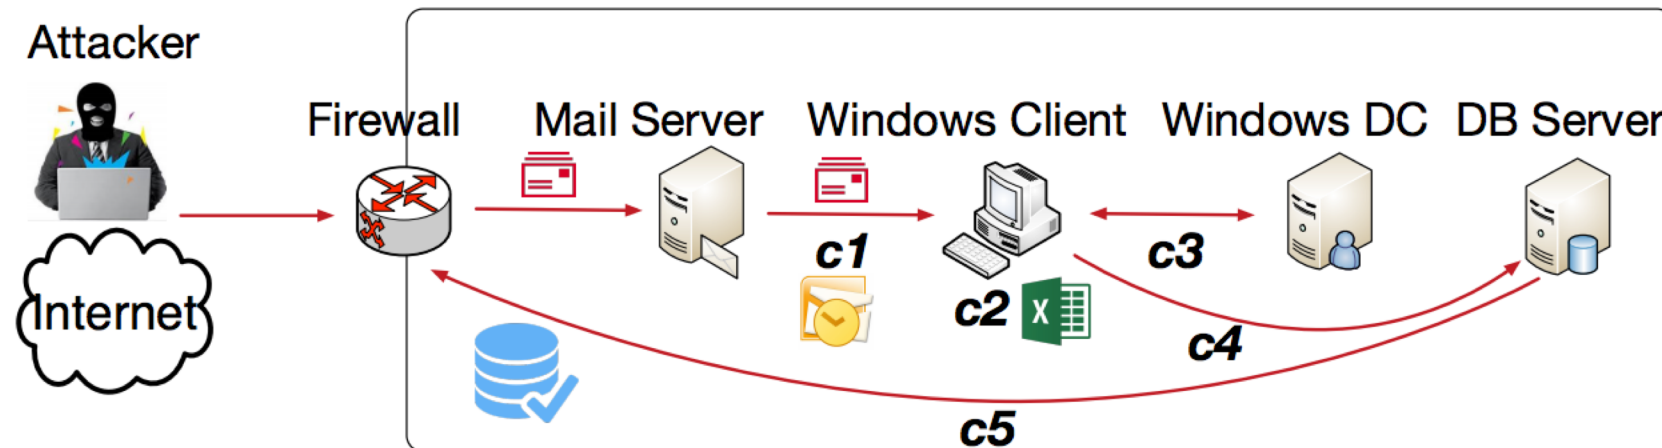 Attacker
Firewall
Mail Server
Windows Client
Windows DC
DB Server
Internet
c1
c2
X
c3
c4
c5